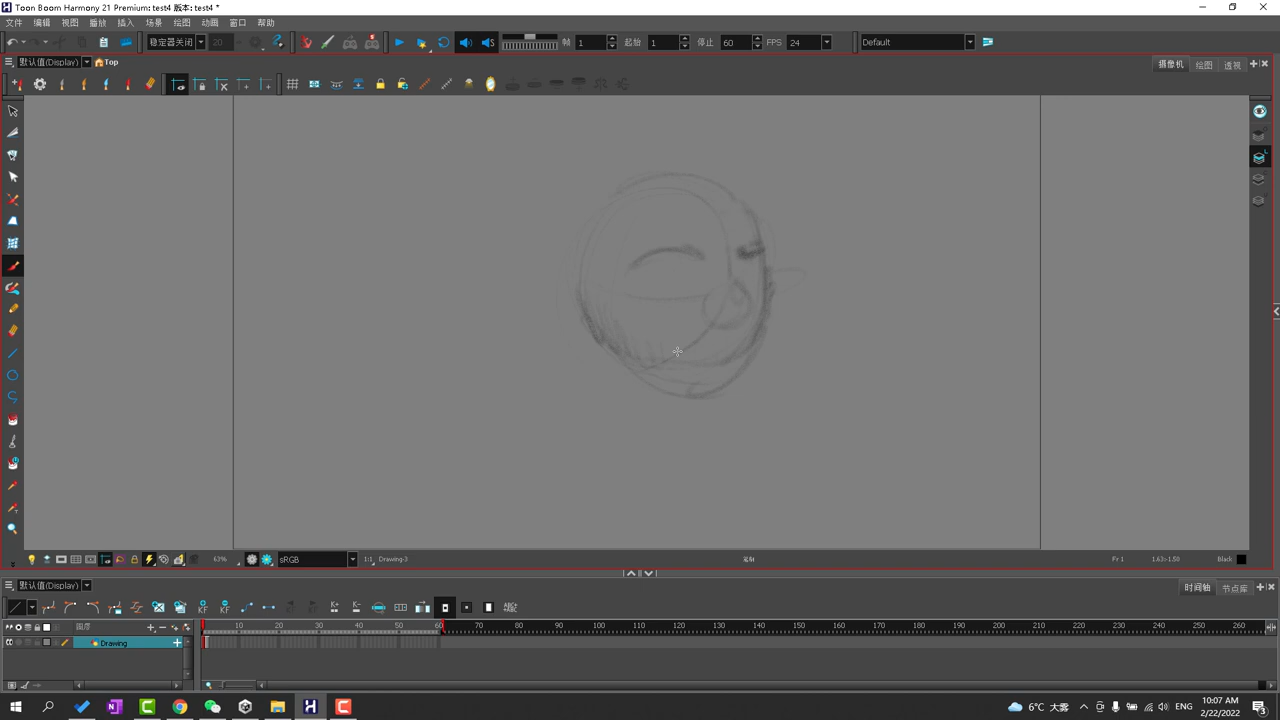 Toon Boom Harmony 21 Premium: test4 版本: test4 *
文件 编辑 视图 播放 插入 场景 绘图 动画 窗口 帮助
稳定器关闭 20 帧 1 起始 1 停止 60 FPS 24 Default
默认值(Display) Top 摄像机 绘图 透视
63% sRGB 1:1 Drawing-3 Fr 1 Black
默认值(Display) 时间轴 节点库
10 20 30 40 50 60 70 80 90 100 110 120 130 140 150 160 170 180 190 200 210 220 230 240 250 260
Drawing
6°C 大雾 ENG 10:07 AM
2/22/2022